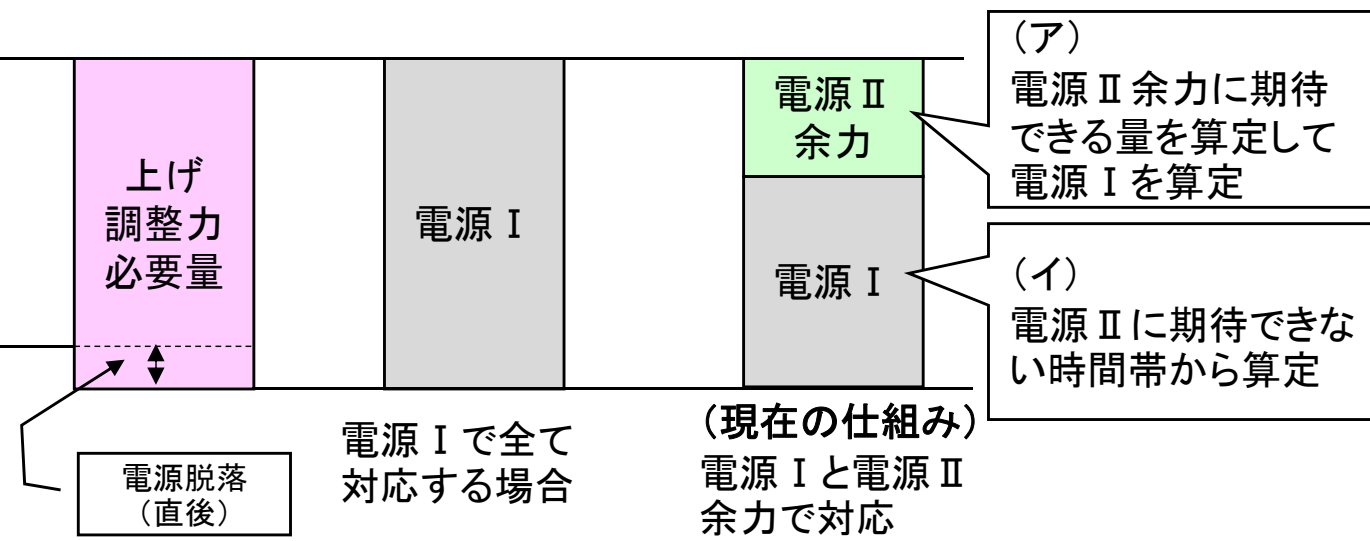 上げ
調整力
必要量
電源脱落
（直後）
電源Ⅰ
電源Ⅰで全て
対応する場合
電源Ⅱ
余力
電源Ⅰ
（現在の仕組み）
電源Ⅰと電源Ⅱ
余力で対応
（ア）
電源Ⅱ余力に期待
できる量を算定して
電源Ⅰを算定
（イ）
電源Ⅱに期待できな
い時間帯から算定